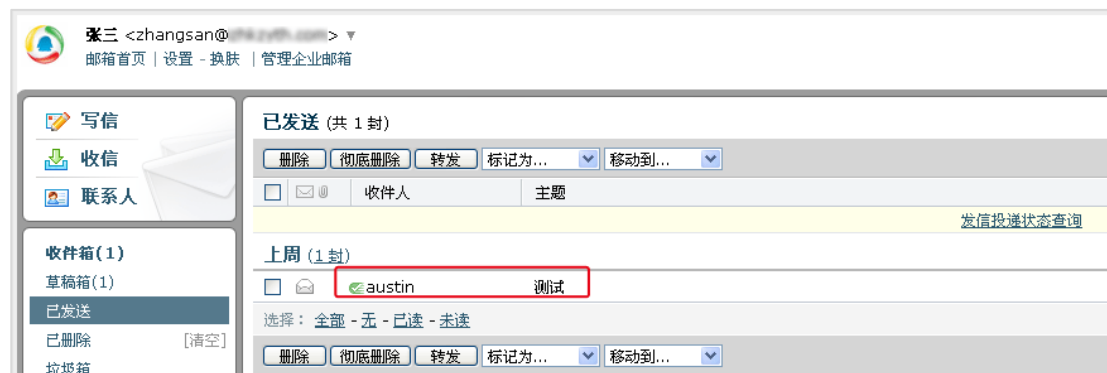 张三 <zhangsan@ >
邮箱首页 | 设置 - 换肤 | 管理企业邮箱
写信
收信
联系人
收件箱(1)
草稿箱(1)
已发送
已删除 [清空]
垃圾箱
已发送 (共 1 封)
删除 彻底删除 转发 标记为... 移动到...
收件人 主题
发信投递状态查询
上周 (1 封)
austin 测试
选择： 全部 - 无 - 已读 - 未读
删除 彻底删除 转发 标记为... 移动到...